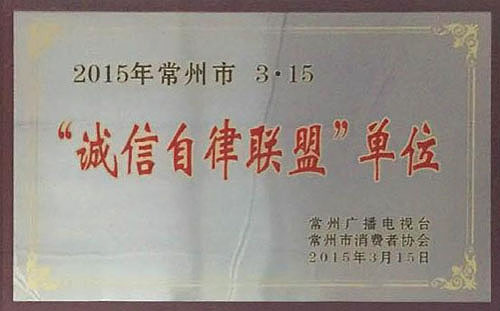 2015年常州市 3·15
“诚信自律联盟”单位
常州广播电视台
常州市消费者协会
2015年3月15日